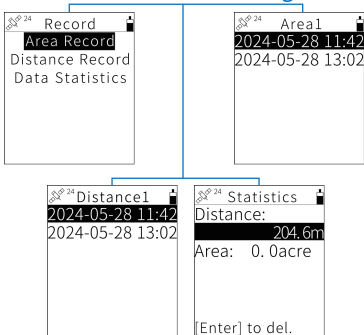 24 Record
Area Record
Distance Record
Data Statistics
24 Area1
2024-05-28 11:42
2024-05-28 13:02
24 Distance1
2024-05-28 11:42
2024-05-28 13:02
24 Statistics
Distance:
204.6m
Area: 0.0acre
[Enter] to del.